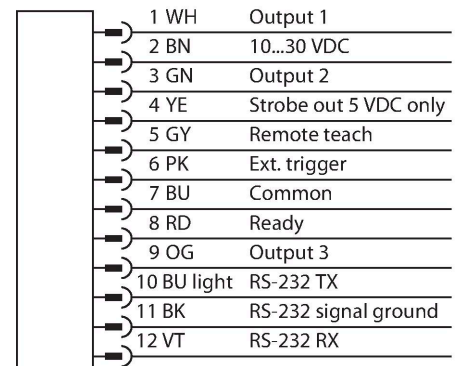 1 WH Output 1
2 BN 10...30 VDC
3 GN Output 2
4 YE Strobe out 5 VDC only
5 GY Remote teach
6 PK Ext. trigger
7 BU Common
8 RD Ready
9 OG Output 3
10 BU light RS-232 TX
11 BK RS-232 signal ground
12 VT RS-232 RX